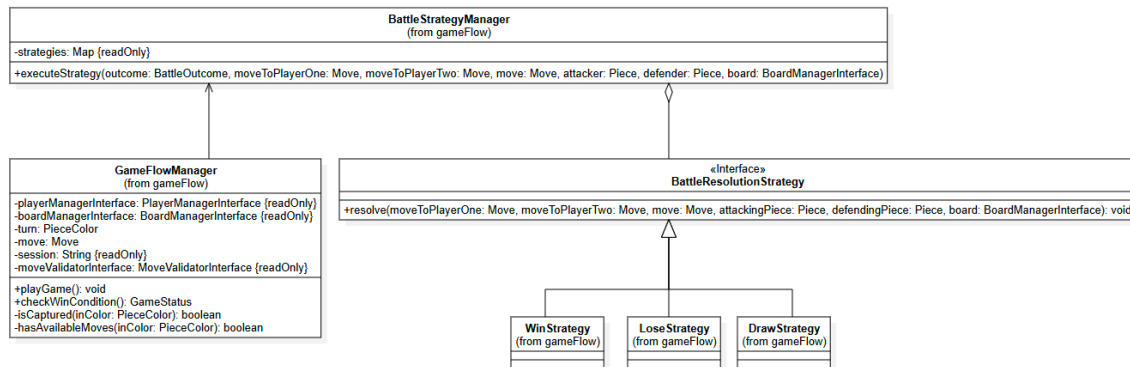 BattleStrategyManager
(from gameFlow)
-strategies: Map {readOnly}
+executeStrategy(outcome: BattleOutcome, moveToPlayerOne: Move, moveToPlayerTwo: Move, move: Move, attacker: Piece, defender: Piece, board: BoardManagerInterface)
GameFlowManager
(from gameFlow)
-playerManagerInterface: PlayerManagerInterface {readOnly}
-boardManagerInterface: BoardManagerInterface {readOnly}
-turn: PieceColor
-move: Move
-session: String {readOnly}
-moveValidatorInterface: MoveValidatorInterface {readOnly}
+playGame(): void
+checkWinCondition(): GameStatus
-isCaptured(inColor: PieceColor): boolean
-hasAvailableMoves(inColor: PieceColor): boolean
«Interface»
BattleResolutionStrategy
+resolve(moveToPlayerOne: Move, moveToPlayerTwo: Move, move: Move, attackingPiece: Piece, defendingPiece: Piece, board: BoardManagerInterface): void
WinStrategy
(from gameFlow)
LoseStrategy
(from gameFlow)
DrawStrategy
(from gameFlow)